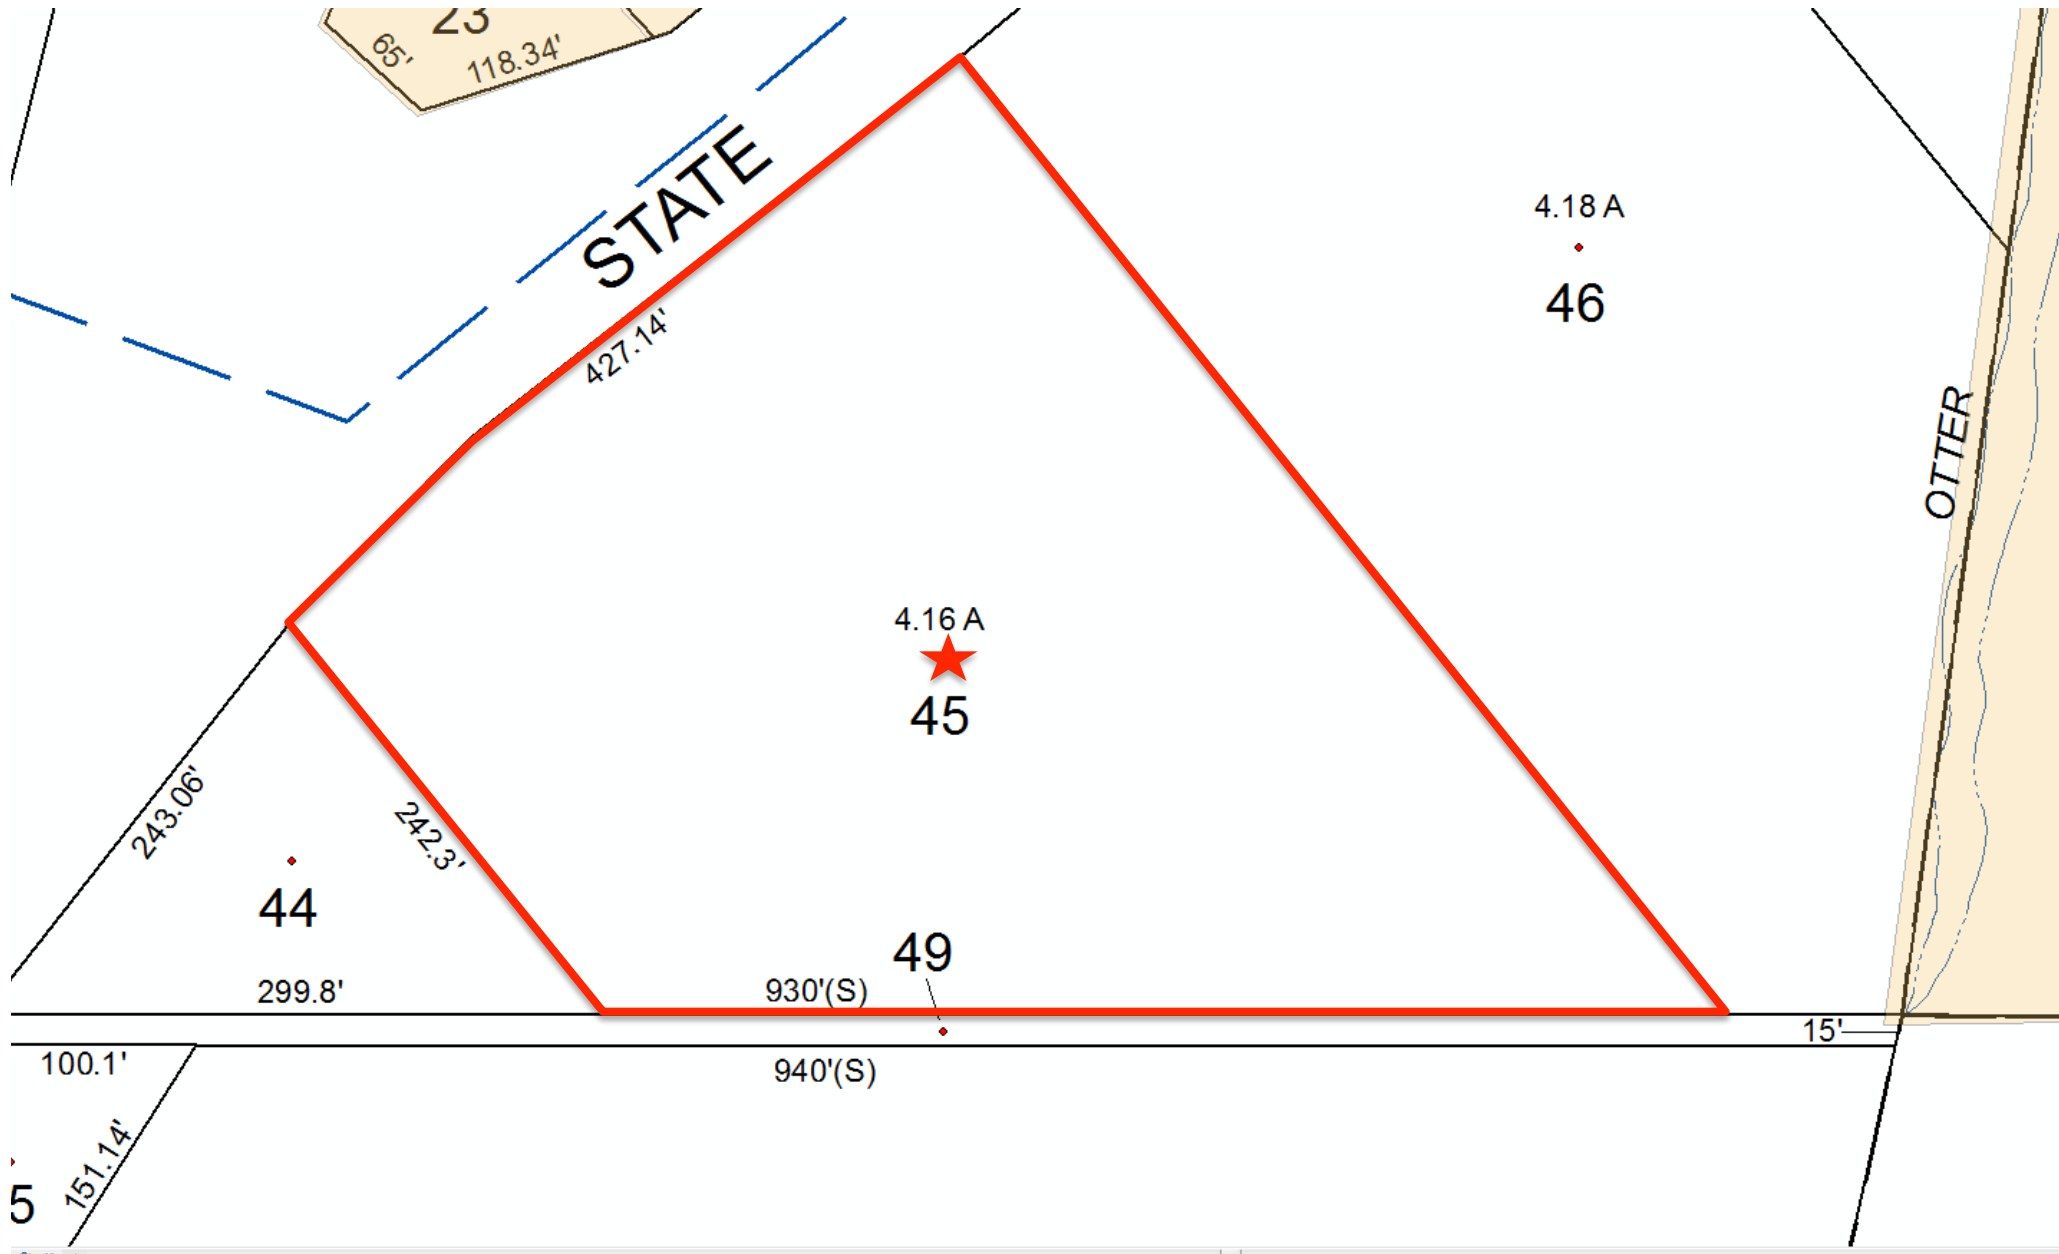 23
65'
118.34'
STATE
427.14'
4.18 A
46
OTTER
4.16 A
45
243.06'
242.3'
44
49
299.8'
930'(S)
15'
100.1'
940'(S)
151.14'
5